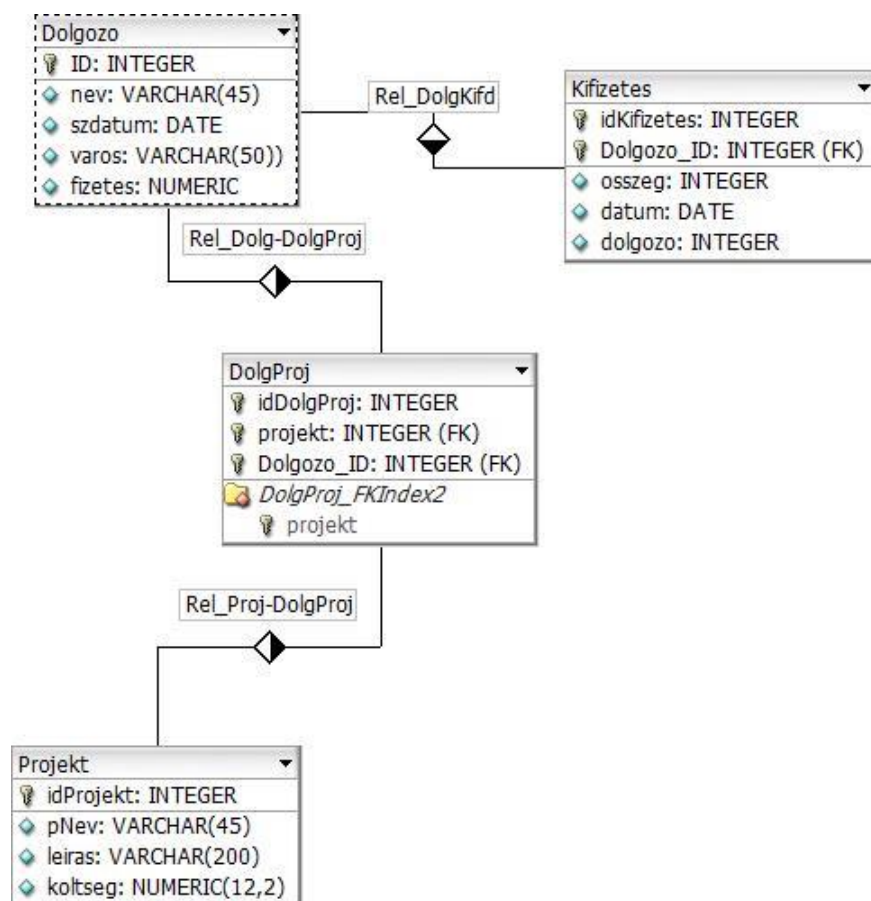 Dolgozo
ID: INTEGER
nev: VARCHAR(45)
szdatum: DATE
varos: VARCHAR(50))
fizetes: NUMERIC
Rel_DolgKifd
Kifizetes
idKifizetes: INTEGER
Dolgozo_ID: INTEGER (FK)
osszeg: INTEGER
datum: DATE
dolgozo: INTEGER
Rel_Dolg-DolgProj
DolgProj
idDolgProj: INTEGER
projekt: INTEGER (FK)
Dolgozo_ID: INTEGER (FK)
DolgProj_FKIndex2
projekt
Rel_Proj-DolgProj
Projekt
idProjekt: INTEGER
pNev: VARCHAR(45)
leiras: VARCHAR(200)
koltseg: NUMERIC(12,2)